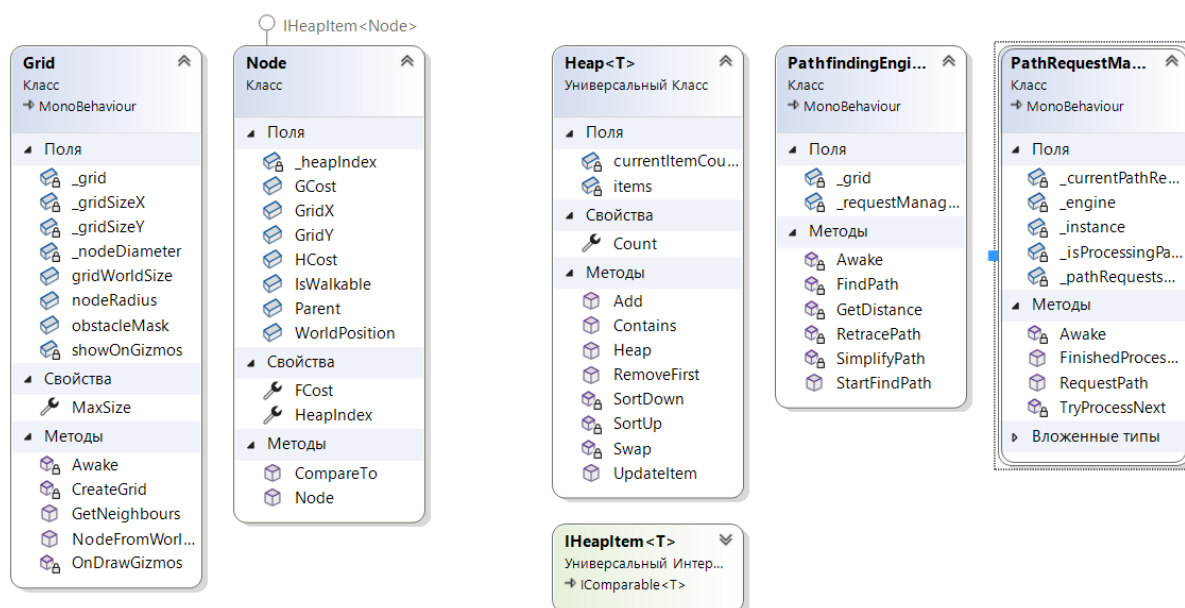 IHeapItem<Node>
Grid
Класс
MonoBehaviour
Поля
_grid
_gridSizeX
_gridSizeY
_nodeDiameter
gridWorldSize
nodeRadius
obstacleMask
showOnGizmos
Свойства
MaxSize
Методы
Awake
CreateGrid
GetNeighbours
NodeFromWorl...
OnDrawGizmos
Node
Класс
Поля
_heapIndex
GCost
GridX
GridY
HCost
IsWalkable
Parent
WorldPosition
Свойства
FCost
HeapIndex
Методы
CompareTo
Node
Heap<T>
Универсальный Класс
Поля
currentItemCou...
items
Свойства
Count
Методы
Add
Contains
Heap
RemoveFirst
SortDown
SortUp
Swap
UpdateItem
IHeapItem<T>
Универсальный Интер...
IComparable<T>
PathfindingEngi...
Класс
MonoBehaviour
Поля
_grid
_requestManag...
Методы
Awake
FindPath
GetDistance
RetracePath
SimplifyPath
StartFindPath
PathRequestMa...
Класс
MonoBehaviour
Поля
_currentPathRe...
_engine
_instance
_isProcessingPa...
_pathRequests...
Методы
Awake
FinishedProces...
RequestPath
TryProcessNext
Вложенные типы